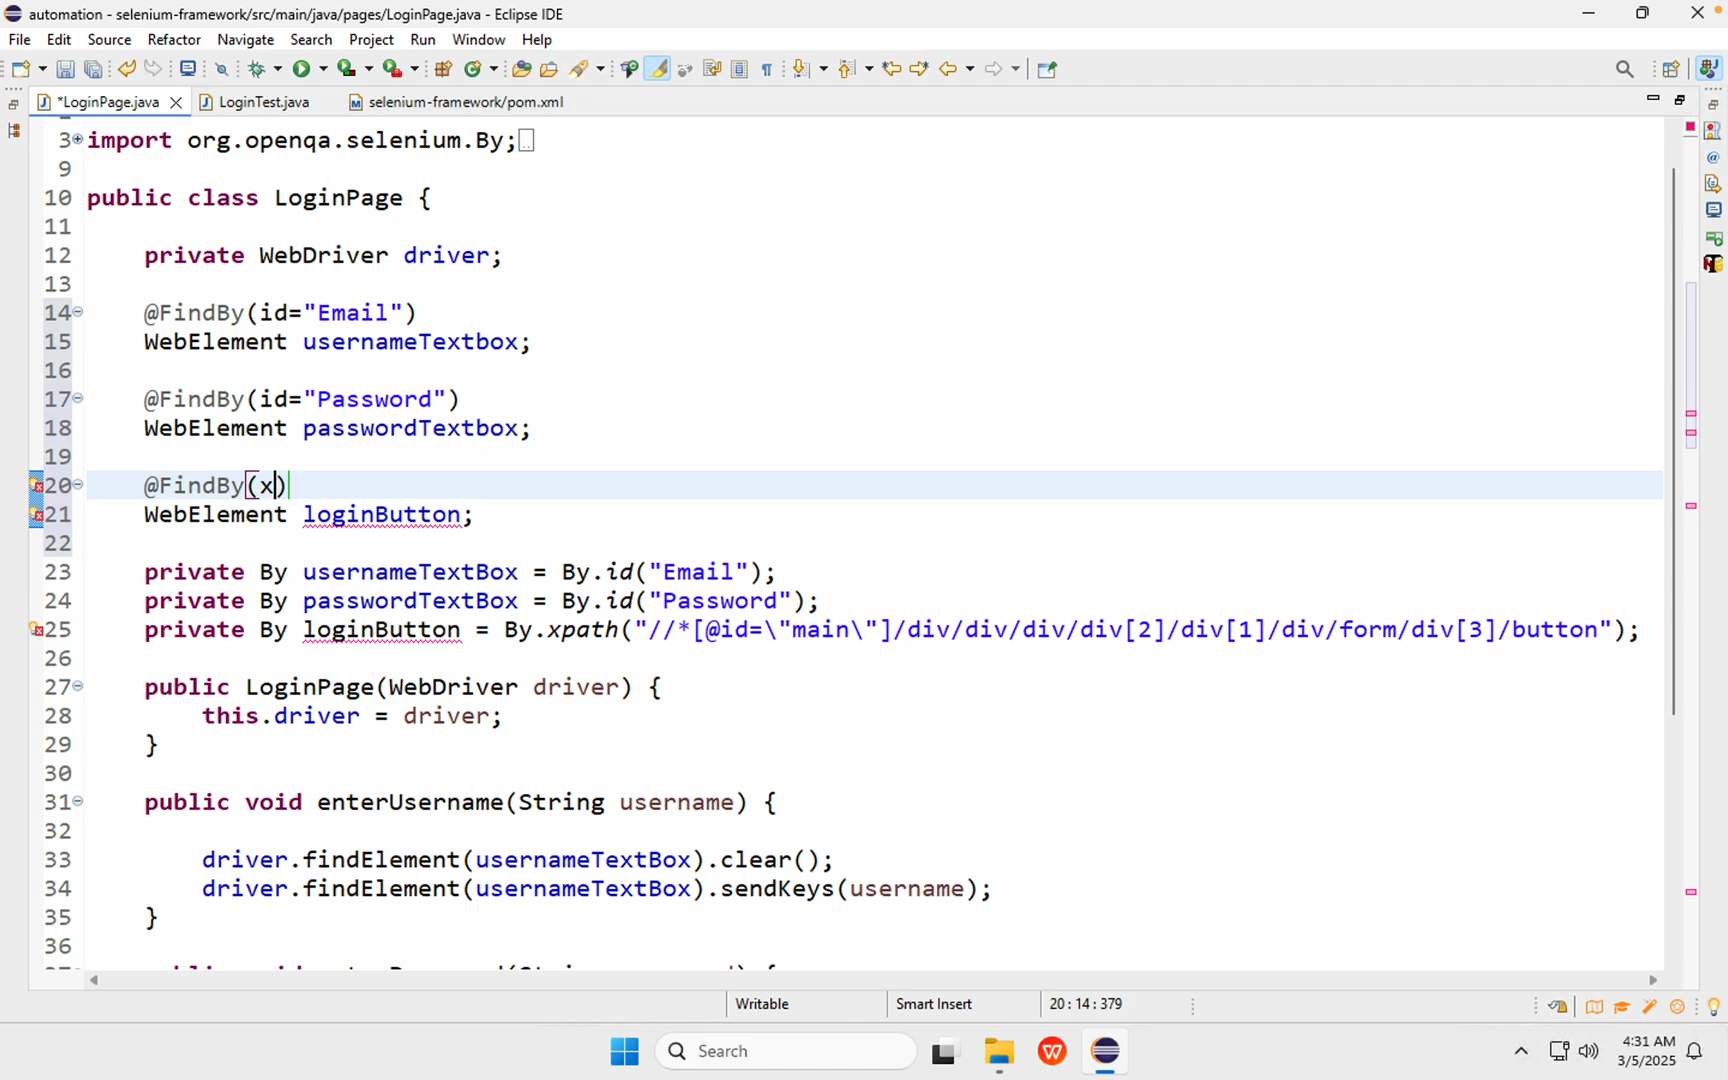 automation - selenium-framework/src/main/java/pages/LoginPage.java - Eclipse IDE
File Edit Source Refactor Navigate Search Project Run Window Help
*LoginPage.java LoginTest.java selenium-framework/pom.xml
3 import org.openqa.selenium.By;
9
10 public class LoginPage {
11
12 private WebDriver driver;
13
14 @FindBy(id="Email")
15 WebElement usernameTextbox;
16
17 @FindBy(id="Password")
18 WebElement passwordTextbox;
19
20 @FindBy(x)
21 WebElement loginButton;
22
23 private By usernameTextBox = By.id("Email");
24 private By passwordTextBox = By.id("Password");
25 private By loginButton = By.xpath("//*[@id=\"main\"]/div/div/div/div[2]/div[1]/div/form/div[3]/button");
26
27 public LoginPage(WebDriver driver) {
28 this.driver = driver;
29 }
30
31 public void enterUsername(String username) {
32
33 driver.findElement(usernameTextBox).clear();
34 driver.findElement(usernameTextBox).sendKeys(username);
35 }
36
Writable Smart Insert 20 : 14 : 379
Search
4:31 AM
3/5/2025